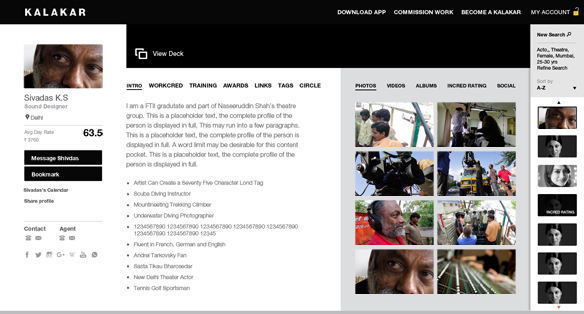 KALAKAR
DOWNLOAD APP COMMISSION WORK BECOME A KALAKAR MY ACCOUNT
View Deck
New Search
Acto,, Theatre,
Female, Mumbai,
25-30 yrs
Refine Search
Sort by
A-Z
Sivadas K.S
Sound Designer
Delhi
Avg Day Rate
₹ 3760
63.5
Message Shivdas
Bookmark
Sivadas's Calendar
Share profile
Contact Agent
INTRO WORKCRED TRAINING AWARDS LINKS TAGS CIRCLE
I am a FTII graduate and part of Naseeruddin Shah's theatre
group. This is a placeholder text, the complete profile of the
person is displayed in full. This may run into a few paragraphs.
This is a placeholder text, the complete profile of the person is
displayed in full. A word limit may be desirable for this content
pocket. This is a placeholder text, the complete profile of the
person is displayed in full.
Artist Can Create a Seventy Five Character Lond Tag
Scuba Diving Instructor
Mountineating Trekking Climber
Underwater Diving Photographer
1234567890 1234567890 1234567890 1234567890 1234567890
1234567890 1234567890 12345
Fluent in French, German and English
Andrei Tarkovsky Fan
Sasta Tikau Bharosedar
New Delhi Theater Actor
Tennis Golf Sportsman
PHOTOS VIDEOS ALBUMS INCRED RATING SOCIAL
INCRED RATING